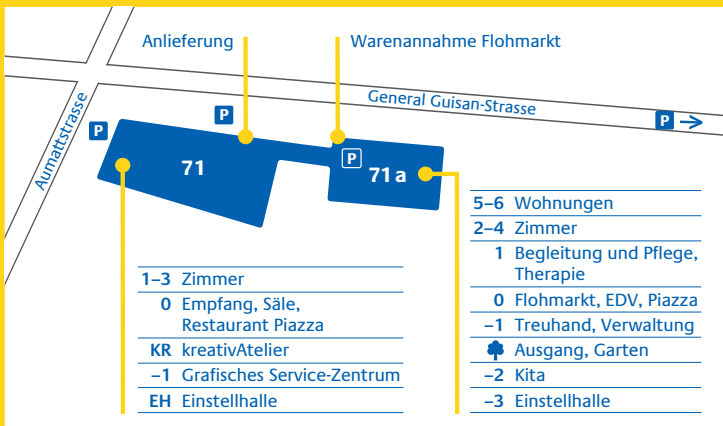 Anlieferung
Warenannahme Flohmarkt
General Guisan-Strasse
Aumattstrasse
P
P
P →
P
71
71 a
1–3 Zimmer
0 Empfang, Säle,
Restaurant Piazza
KR kreativAtelier
–1 Grafisches Service-Zentrum
EH Einstellhalle
5–6 Wohnungen
2–4 Zimmer
1 Begleitung und Pflege,
Therapie
0 Flohmarkt, EDV, Piazza
–1 Treuhand, Verwaltung
Ausgang, Garten
–2 Kita
–3 Einstellhalle